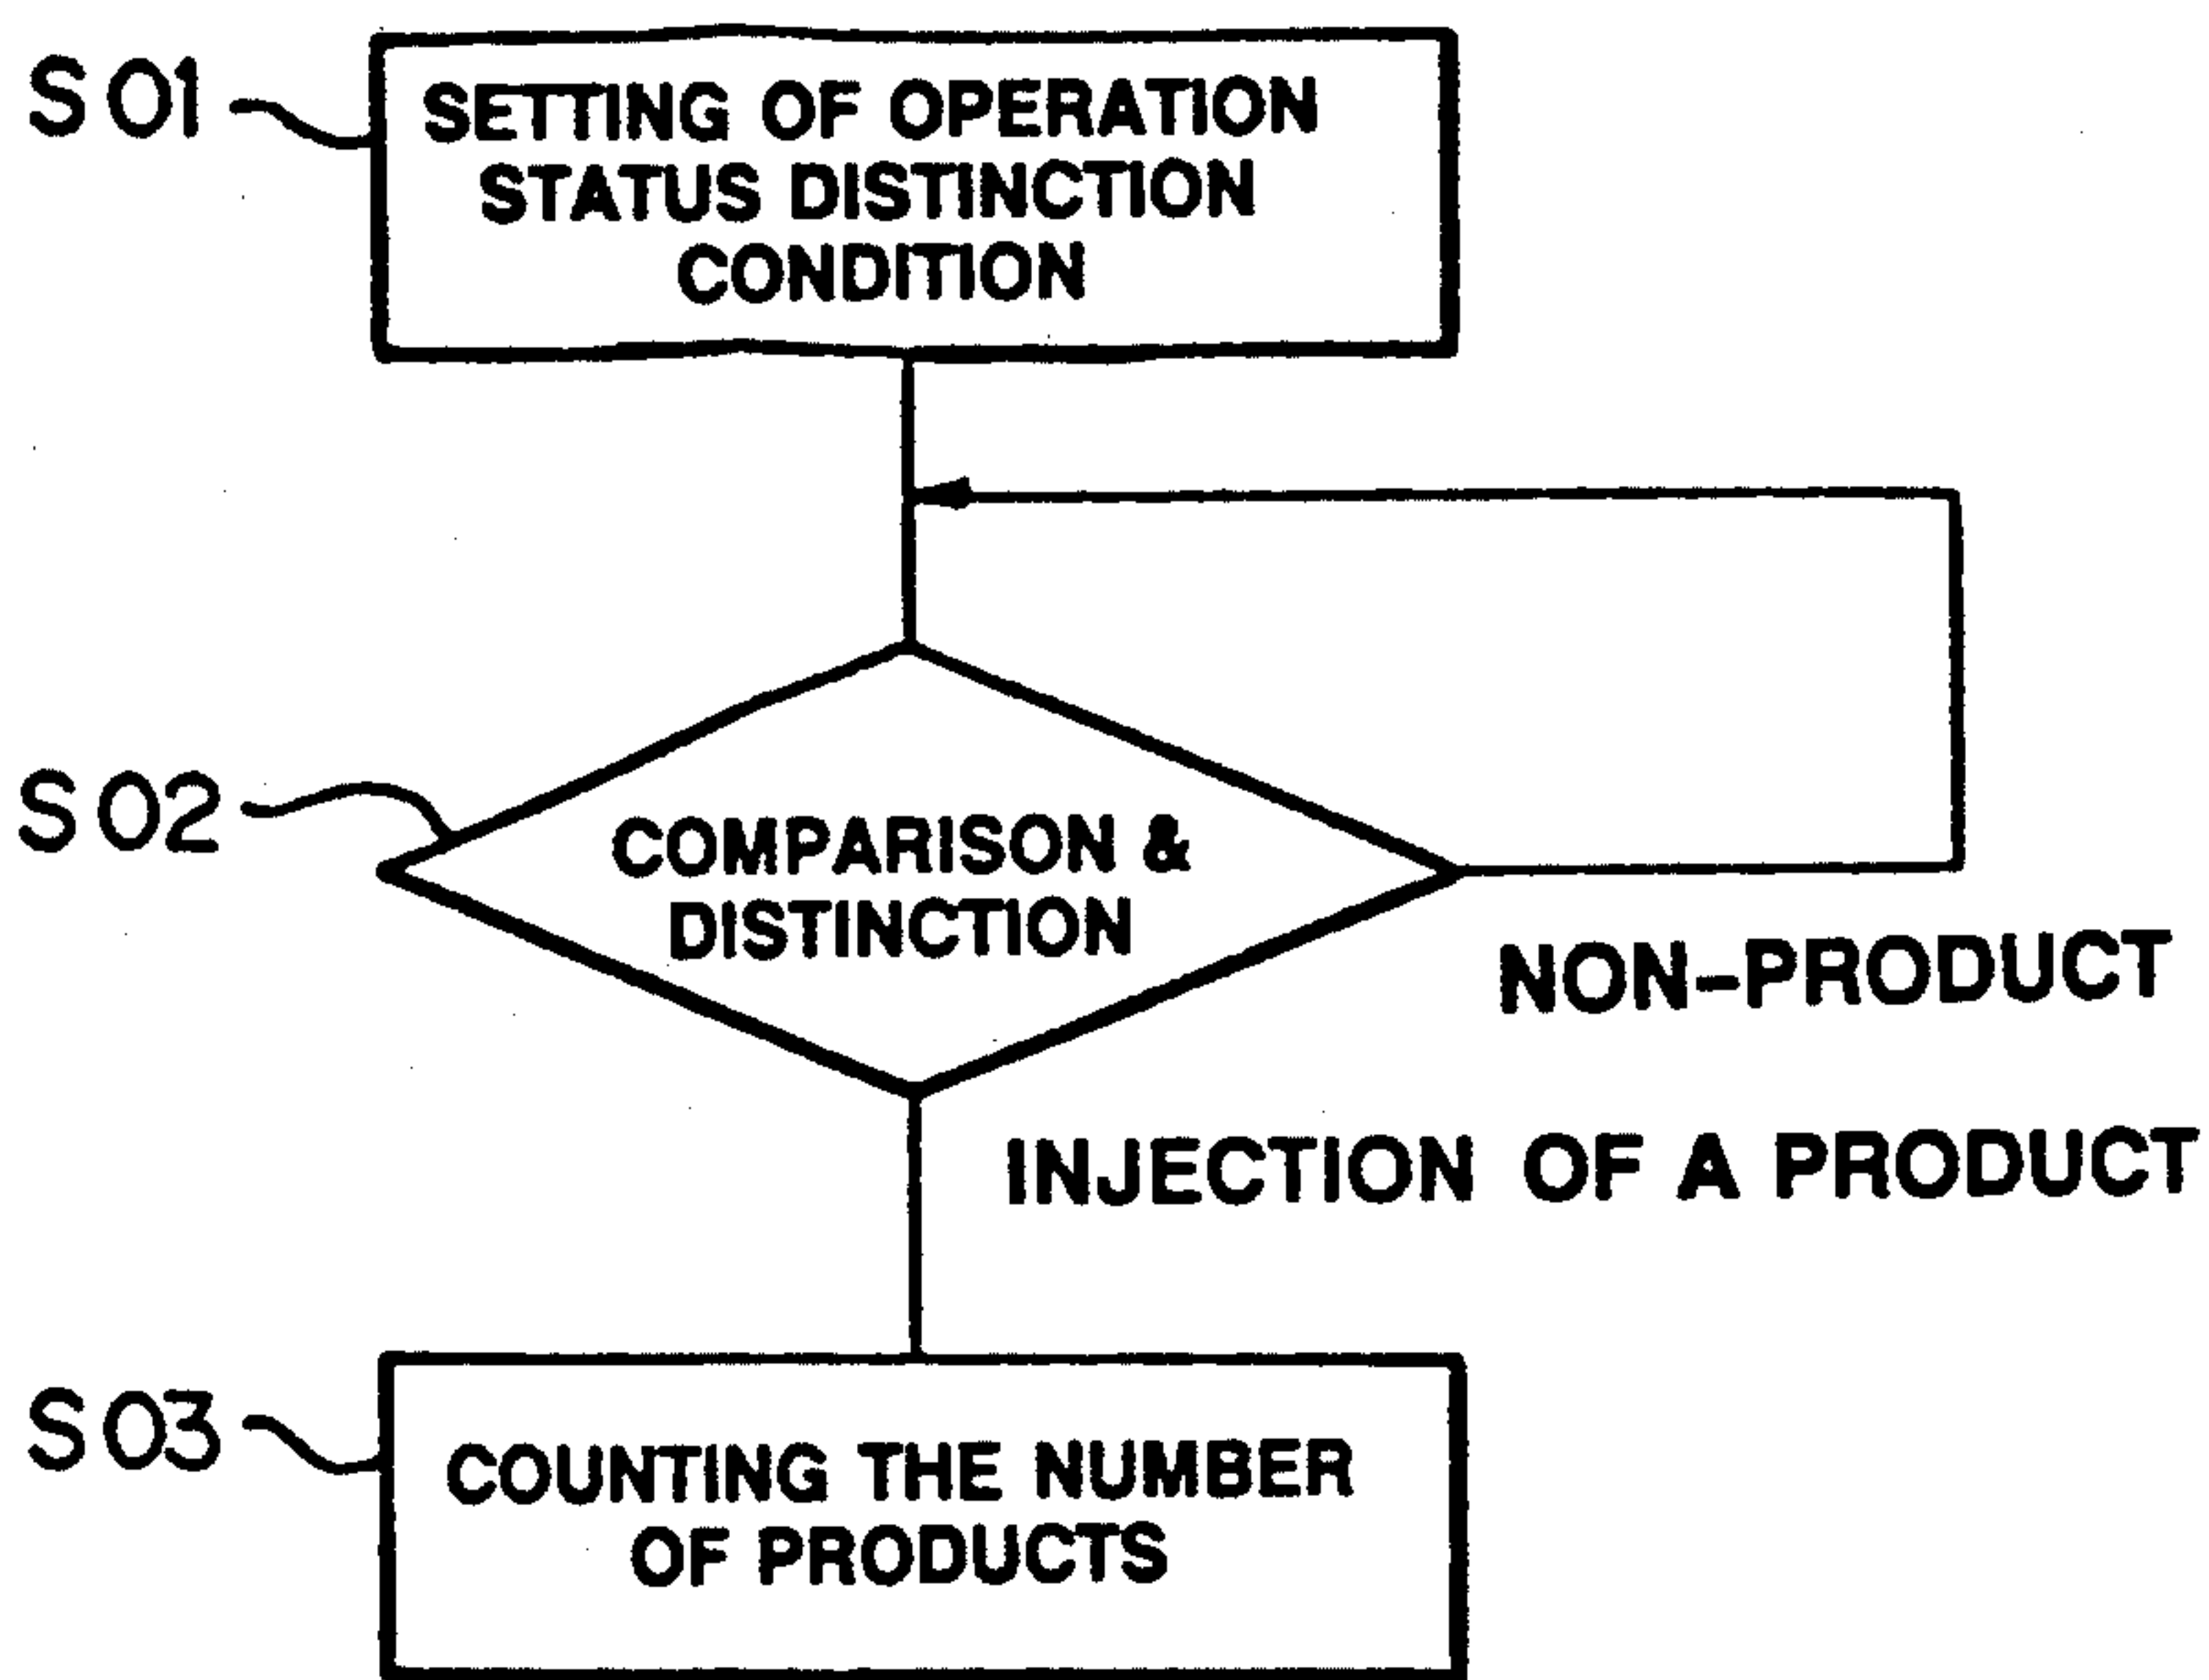 S01
SETTING OF OPERATION
STATUS DISTINCTION
CONDITION
S02
COMPARISON &
DISTINCTION
NON-PRODUCT
INJECTION OF A PRODUCT
S03
COUNTING THE NUMBER
OF PRODUCTS